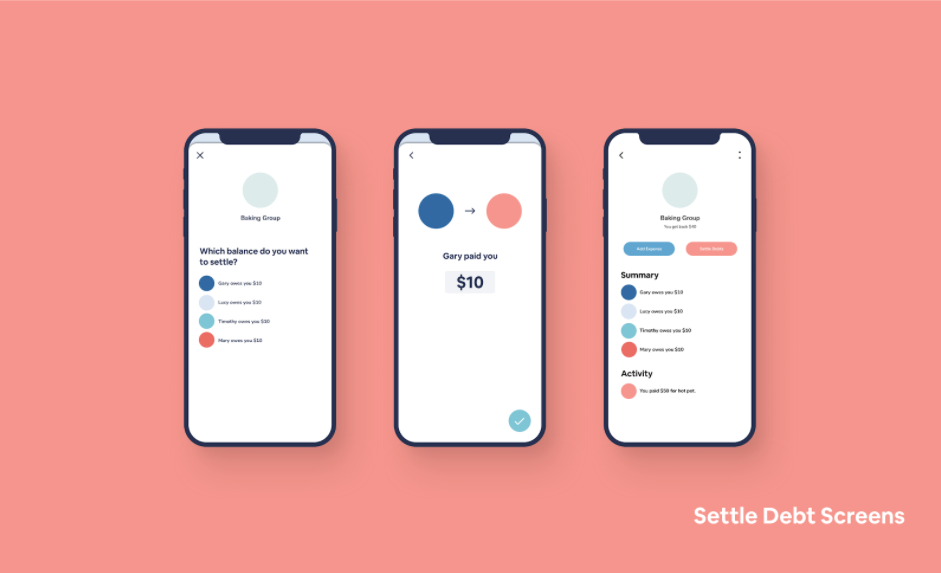 Baking Group
Which balance do you want
to settle?
Gary owes you $10
Lucy owes you $10
Timothy owes you $10
Mary owes you $10
Gary paid you
$10
Baking Group
You get back $40
Add Expense
Settle Debts
Summary
Gary owes you $10
Lucy owes you $10
Timothy owes you $10
Mary owes you $10
Activity
You paid $50 for hot pot.
Settle Debt Screens